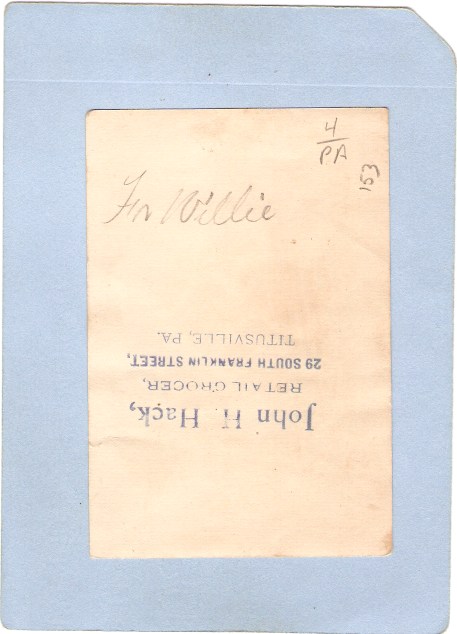 4
PA
153
For Willie
John H. Hack,
RETAIL GROCER,
29 SOUTH FRANKLIN STREET,
TITUSVILLE, PA.